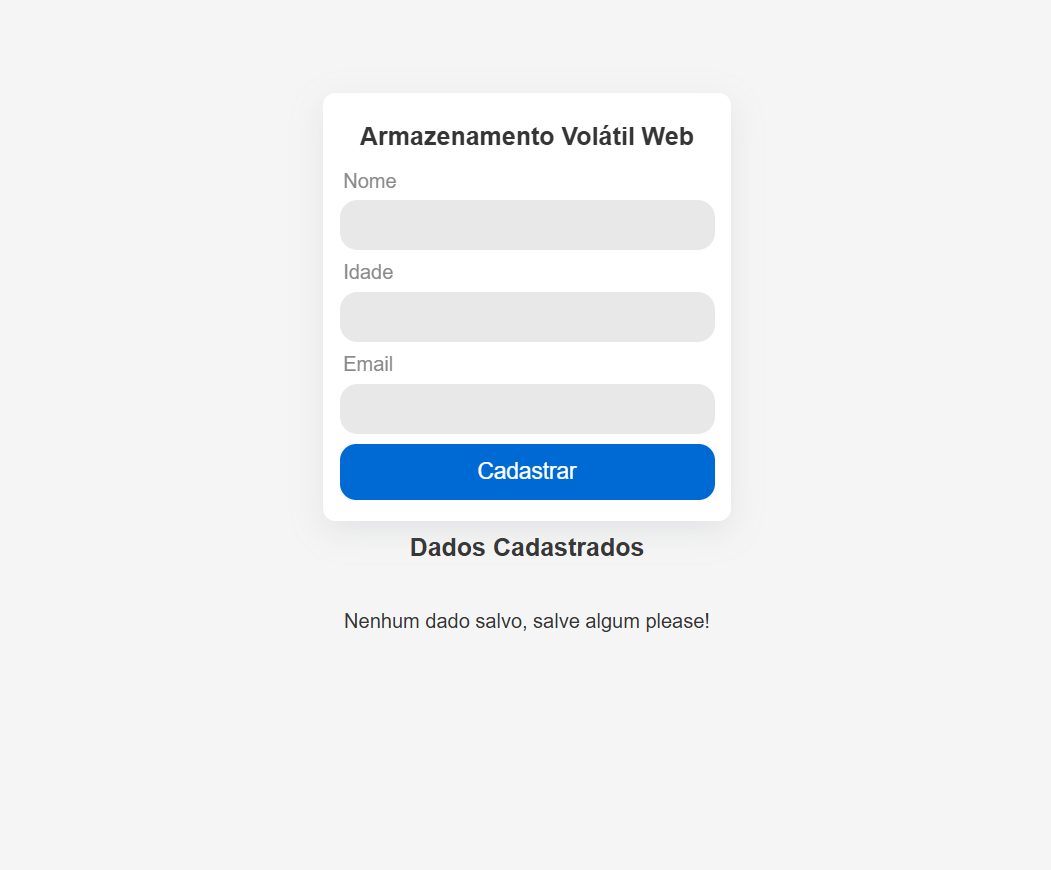 Armazenamento Volátil Web
Nome
Idade
Email
Cadastrar
Dados Cadastrados
Nenhum dado salvo, salve algum please!